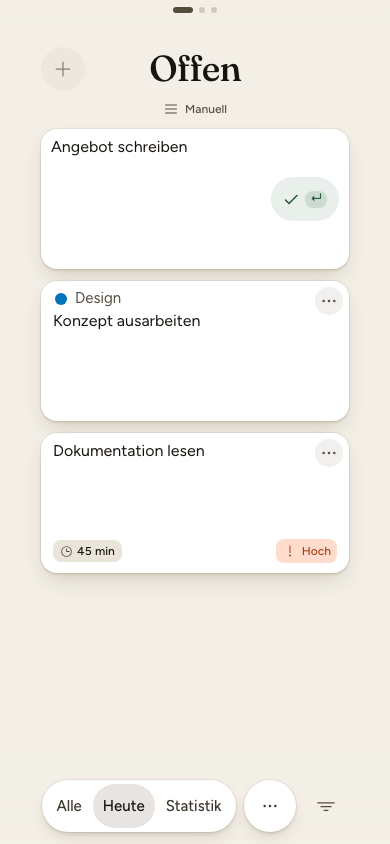 Offen
Manuell
Angebot schreiben
Design
Konzept ausarbeiten
Dokumentation lesen
45 min
Hoch
Alle
Heute
Statistik